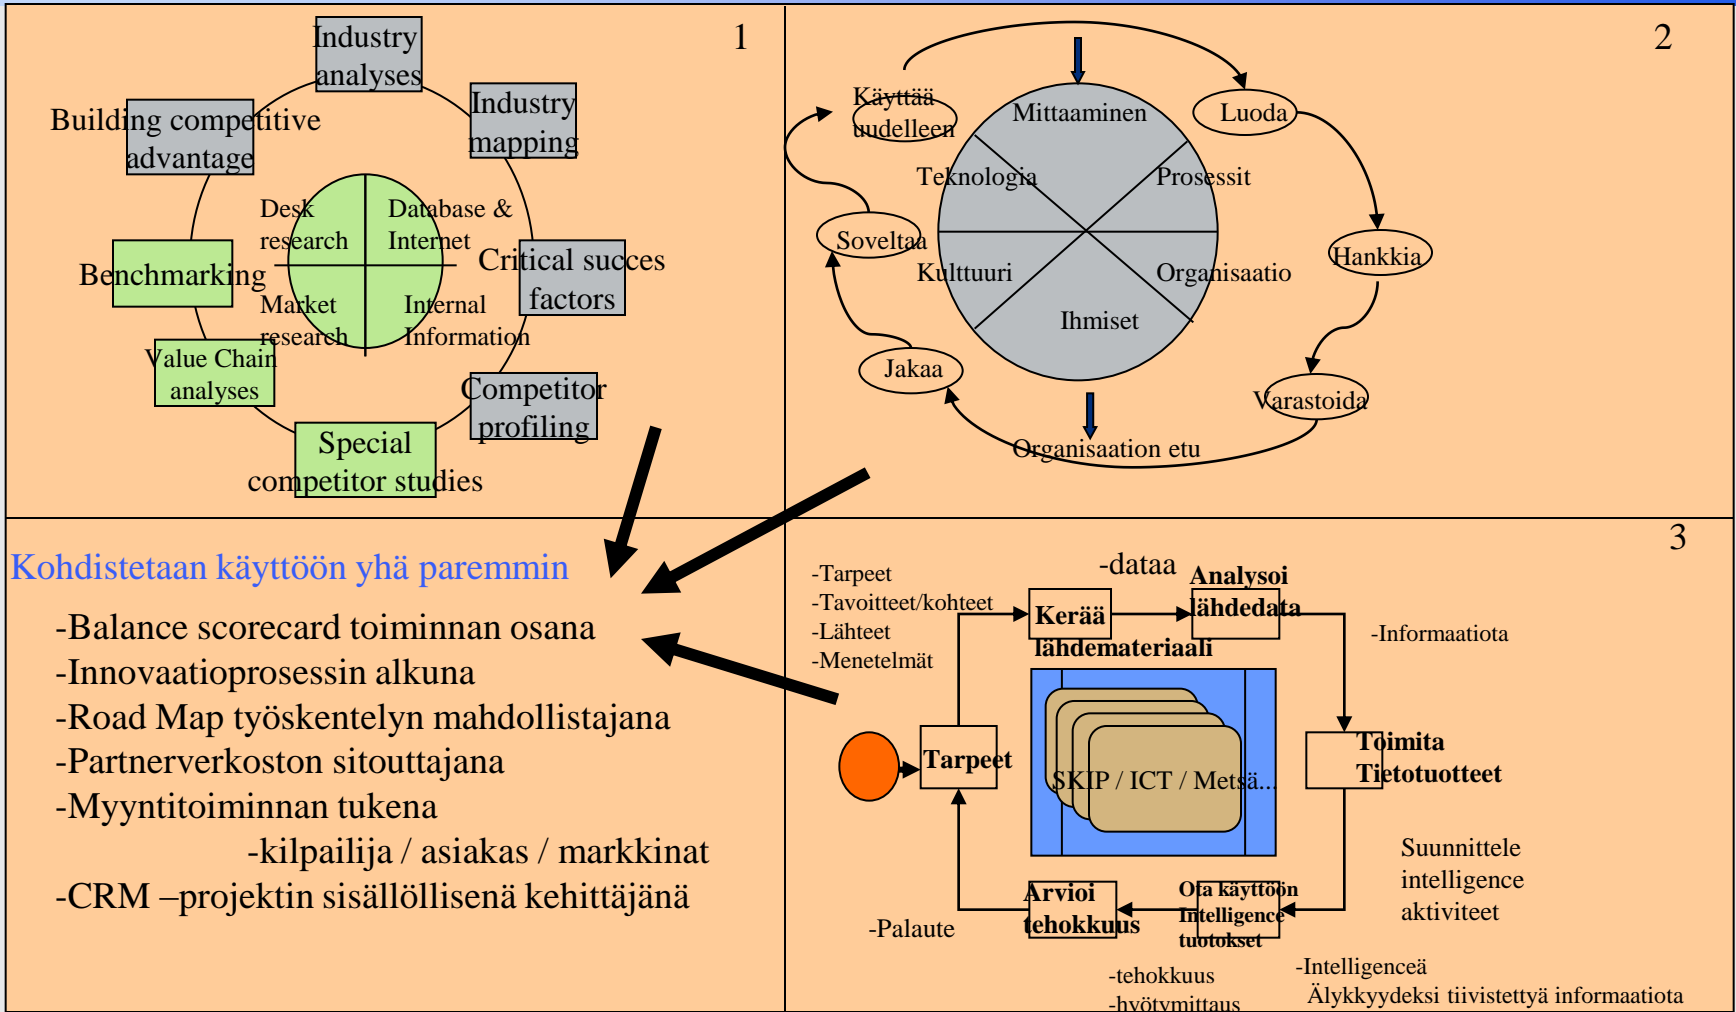 1
Industry
analyses
Building competitive
advantage
Industry
mapping
Desk
research
Database &
Internet
Benchmarking
Critical succes
factors
Market
research
Internal
Information
Value Chain
analyses
Competitor
profiling
Special
competitor studies
2
Käyttää
uudelleen
Mittaaminen
Luoda
Teknologia
Prosessit
Soveltaa
Hankkia
Kulttuuri
Organisaatio
Ihmiset
Jakaa
Varastoida
Organisaation etu
Kohdistetaan käyttöön yhä paremmin
-Balance scorecard toiminnan osana
-Innovaatioprosessin alkuna
-Road Map työskentelyn mahdollistajana
-Partnerverkoston sitouttajana
-Myyntitoiminnan tukena
-kilpailija / asiakas / markkinat
-CRM –projektin sisällöllisenä kehittäjänä
3
-Tarpeet
-Tavoitteet/kohteet
-Lähteet
-Menetelmät
-dataa
Kerää
lähdemateriaali
Analysoi
lähdedata
-Informaatiota
Tarpeet
SKIP / ICT / Metsä...
Toimita
Tietotuotteet
Suunnittele
intelligence
aktiviteet
Arvioi
tehokkuus
Ota käyttöön
Intelligence
tuotokset
-Palaute
-tehokkuus
-hyötymittaus
-Intelligenceä
Älykkyydeksi tiivistettyä informaatiota